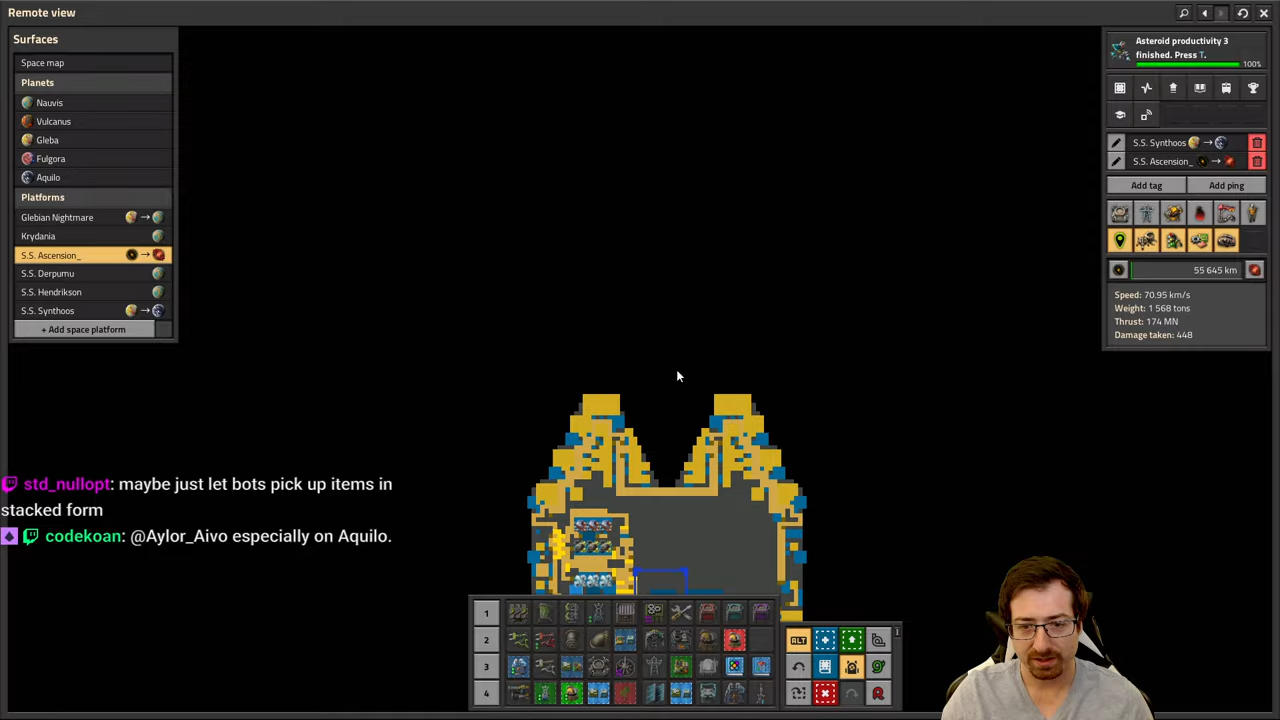 Remote view
Surfaces
Space map
Planets
Nauvis
Vulcanus
Gleba
Fulgora
Aquilo
Platforms
Glebian Nightmare
Krydania
S.S. Ascension_
S.S. Derpumu
S.S. Hendrikson
S.S. Synthoos
+ Add space platform
std_nullopt: maybe just let bots pick up items in
stacked form
codekoan: @Aylor_Aivo especially on Aquilo.
Asteroid productivity 3
finished. Press T.
100%
S.S. Synthoos
S.S. Ascension_
Add tag
Add ping
55 645 km
Speed: 70.95 km/s
Weight: 1 568 tons
Thrust: 174 MN
Damage taken: 448
1
2
3
4
ALT